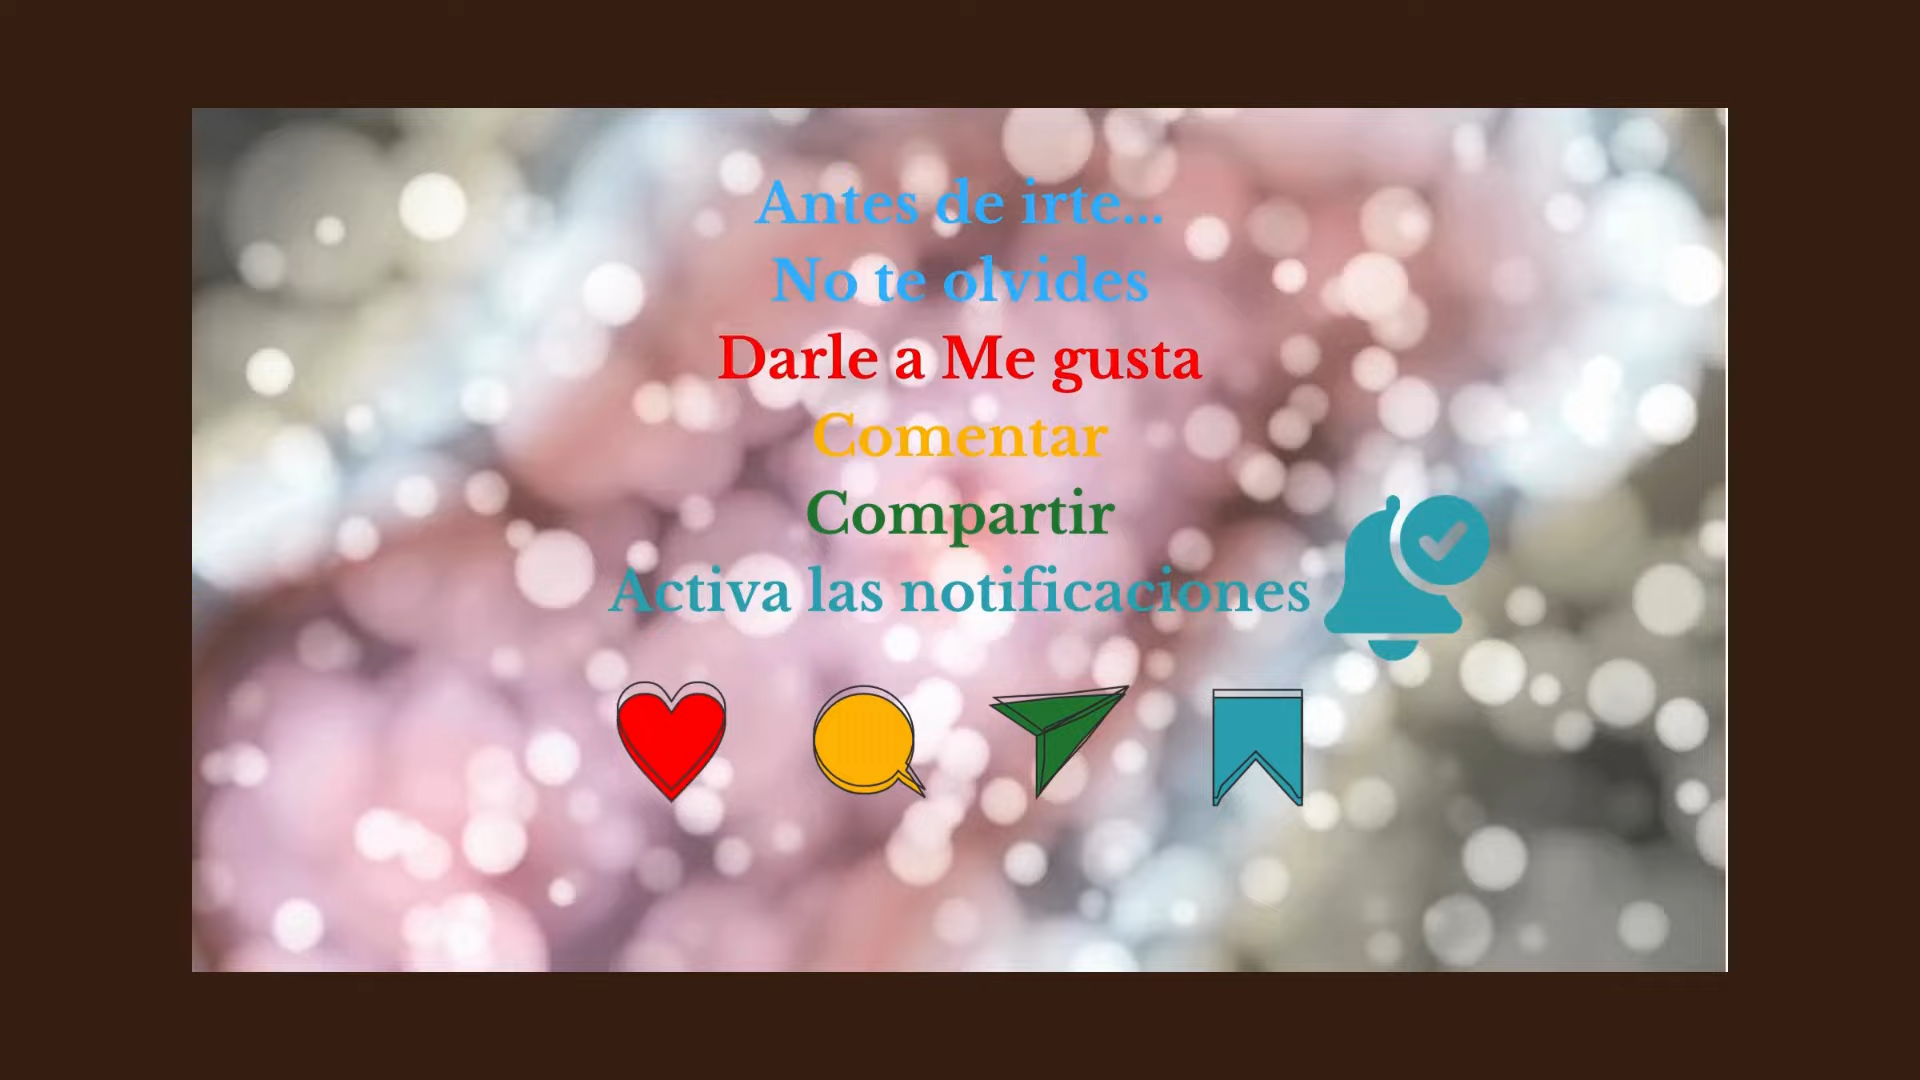 Antes de irte...
No te olvides
Darle a Me gusta
Comentar
Compartir
Activa las notificaciones